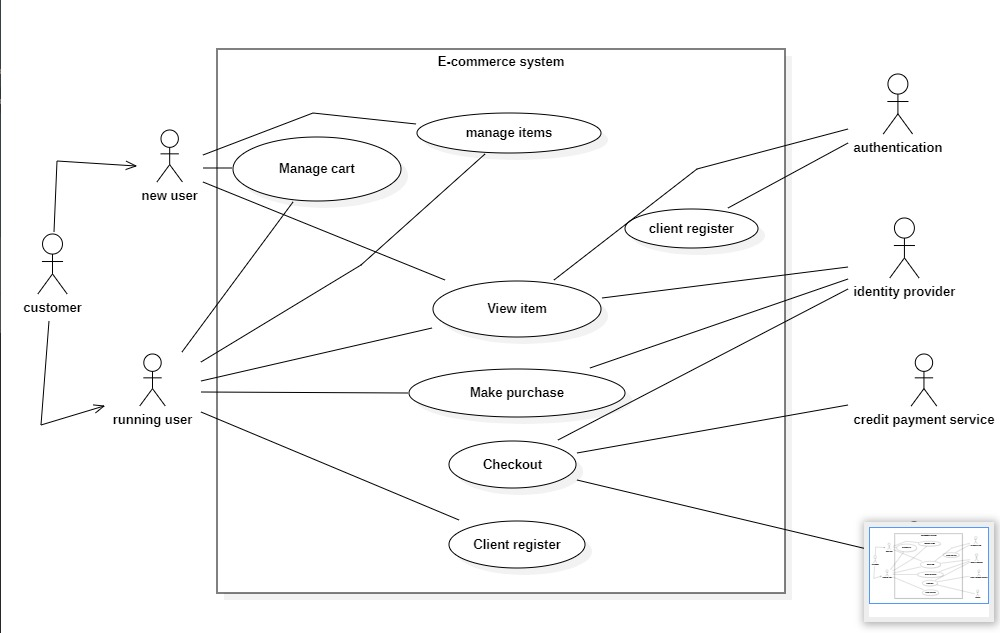 E-commerce system
manage items
Manage cart
authentication
new user
client register
identity provider
customer
View item
Make purchase
running user
credit payment service
Checkout
Client register